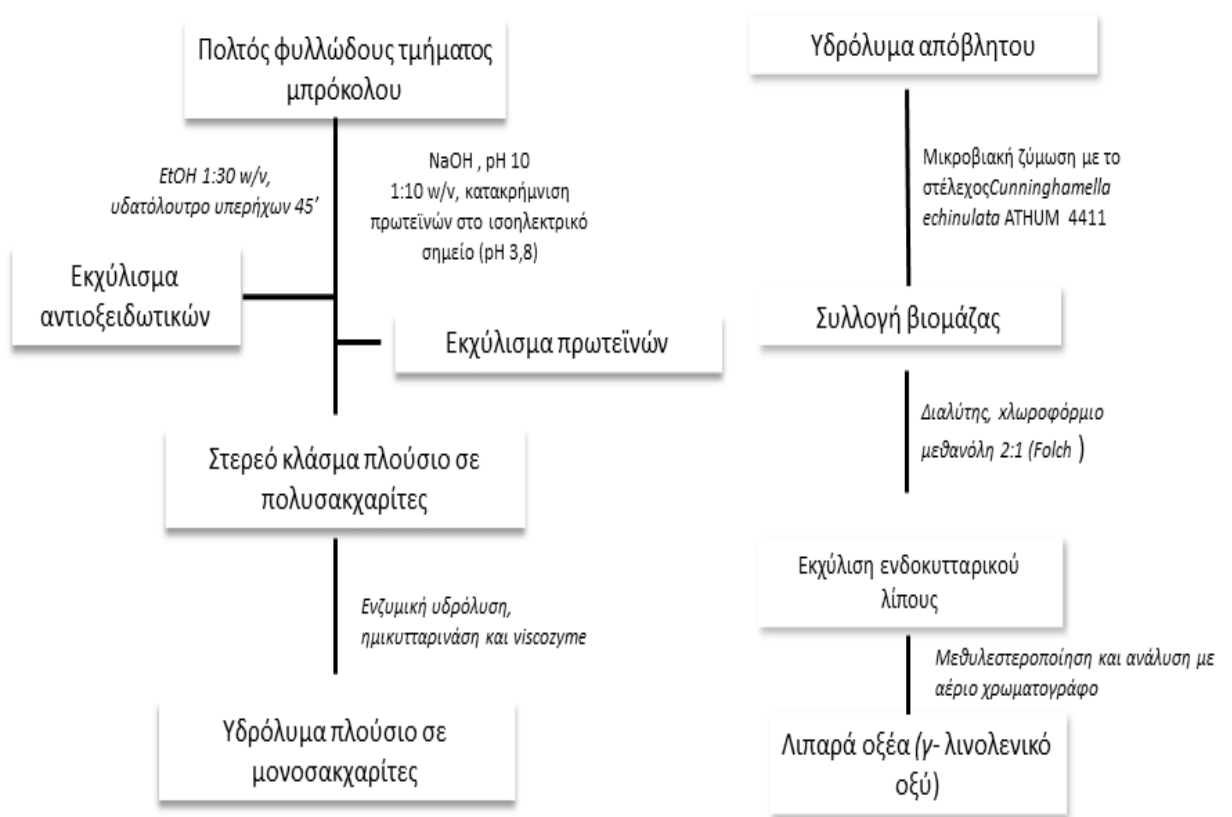 Πολτός φυλλώδους τμήματος
μπρόκολου
EtOH 1:30 w/v,
υδατόλουτρο υπερήχων 45’
NaOH , pH 10
1:10 w/v, κατακρήμνιση
πρωτεϊνών στο ισοηλεκτρικό
σημείο (pH 3,8)
Εκχύλισμα
αντιοξειδωτικών
Εκχύλισμα πρωτεϊνών
Στερεό κλάσμα πλούσιο σε
πολυσακχαρίτες
Ενζυμική υδρόλυση,
ημικυτταρινάση και viscozyme
Υδρόλυμα πλούσιο σε
μονοσακχαρίτες
Υδρόλυμα απόβλητου
Μικροβιακή ζύμωση με το
στέλεχοςCunninghamella
echinulata ATHUM 4411
Συλλογή βιομάζας
Διαλύτης, χλωροφόρμιο
μεθανόλη 2:1 (Folch )
Εκχύλιση ενδοκυτταρικού
λίπους
Μεθυλεστεροποίηση και ανάλυση με
αέριο χρωματογράφο
Λιπαρά οξέα (γ- λινολενικό
οξύ)